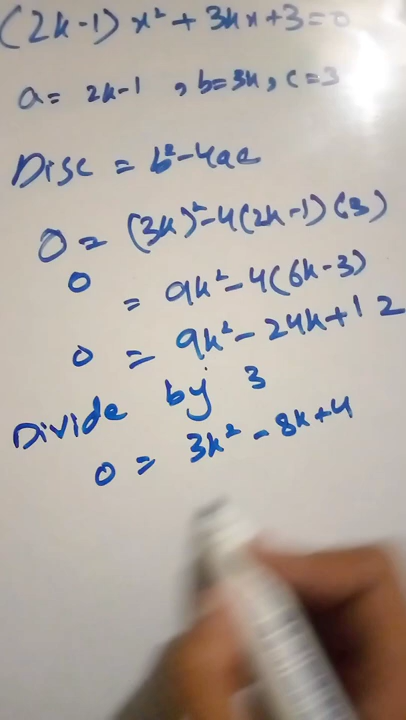 (2k-1) x² + 3kx + 3 = 0
a = 2k-1 , b = 3k , c = 3
Disc = b² - 4ac
0 = (3k)² - 4(2k-1)(3)
0 = 9k² - 4(6k-3)
0 = 9k² - 24k + 12
Divide by 3
0 = 3k² - 8k + 4